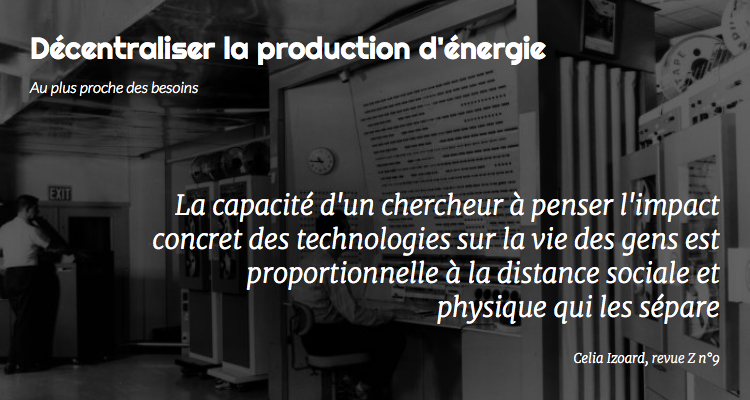 Décentraliser la production d'énergie
Au plus proche des besoins
EXIT
La capacité d'un chercheur à penser l'impact
concret des technologies sur la vie des gens est
proportionnelle à la distance sociale et
physique qui les sépare
Celia Izoard, revue Z n°9